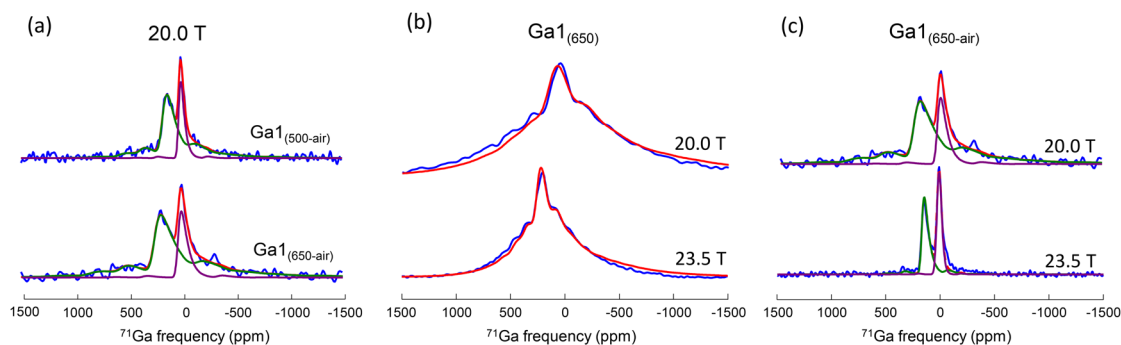 (a)
20.0 T
Ga1(500-air)
Ga1(650-air)
1500 1000 500 0 -500 -1000 -1500
71Ga frequency (ppm)
(b)
Ga1(650)
20.0 T
23.5 T
1500 1000 500 0 -500 -1000 -1500
71Ga frequency (ppm)
(c)
Ga1(650-air)
20.0 T
23.5 T
1500 1000 500 0 -500 -1000 -1500
71Ga frequency (ppm)